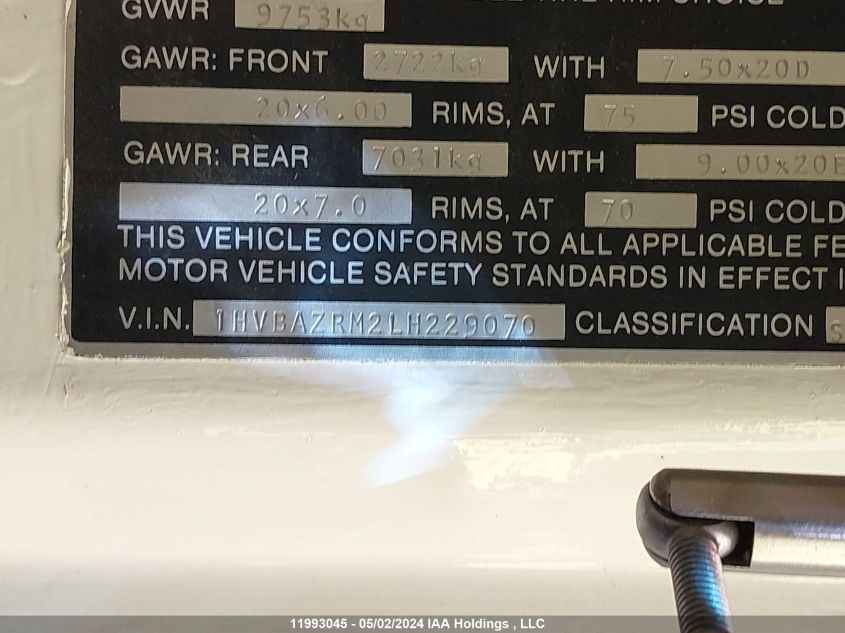 GVWR 9753kg
GAWR: FRONT 2722kg WITH 7.50x20D
20x6.00 RIMS, AT 75 PSI COLD
GAWR: REAR 7031kg WITH 9.00x20E
20x7.0 RIMS, AT 70 PSI COLD
THIS VEHICLE CONFORMS TO ALL APPLICABLE FE
MOTOR VEHICLE SAFETY STANDARDS IN EFFECT
V.I.N. 1HVBAZRM2LH229070 CLASSIFICATION S
11993045 - 05/02/2024 IAA Holdings , LLC